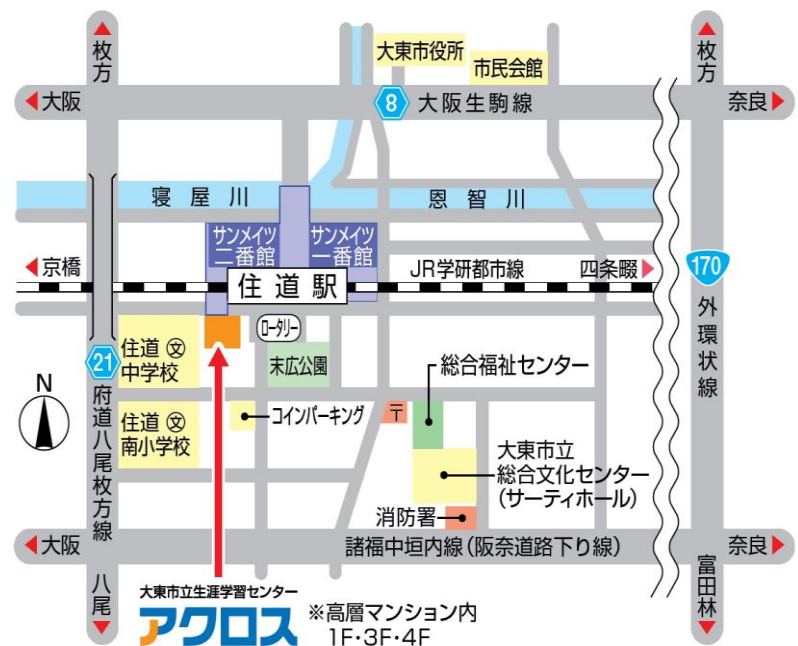 枚方
枚方
大東市役所
市民会館
大阪
8
大阪生駒線
奈良
寝屋川
恩智川
サンメイツ
二番館
サンメイツ
一番館
京橋
住道駅
JR学研都市線
四条畷
170
外環状線
21
府道八尾枚方線
住道 文
中学校
ロータリー
末広公園
総合福祉センター
N
住道 文
南小学校
コインパーキング
〒
大東市立
総合文化センター
(サーティホール)
消防署
大阪
諸福中垣内線(阪奈道路下り線)
奈良
八尾
富田林
大東市立生涯学習センター
アクロス
※高層マンション内
1F・3F・4F